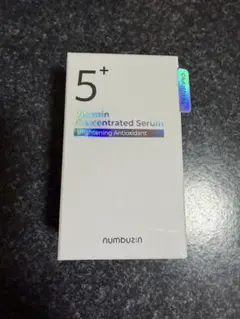 5+
Vitamin
Concentrated Serum
Brightening Antioxidant
numbuzin